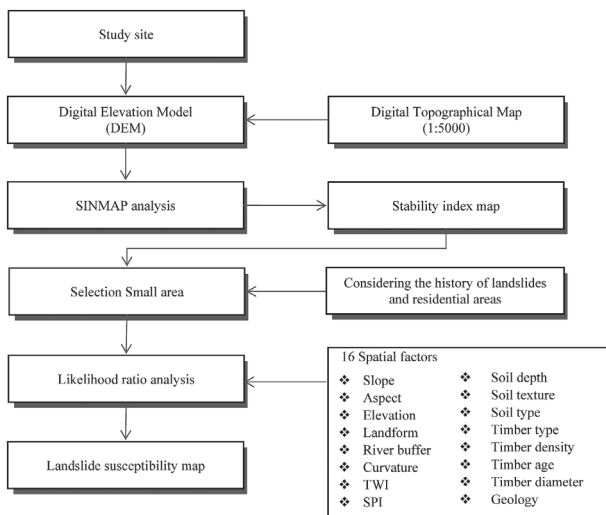 Study site
Digital Elevation Model
(DEM)
Digital Topographical Map
(1:5000)
SINMAP analysis
Stability index map
Selection Small area
Considering the history of landslides
and residential areas
Likelihood ratio analysis
16 Spatial factors
❖ Slope
❖ Aspect
❖ Elevation
❖ Landform
❖ River buffer
❖ Curvature
❖ TWI
❖ SPI
❖ Soil depth
❖ Soil texture
❖ Soil type
❖ Timber type
❖ Timber density
❖ Timber age
❖ Timber diameter
❖ Geology
Landslide susceptibility map